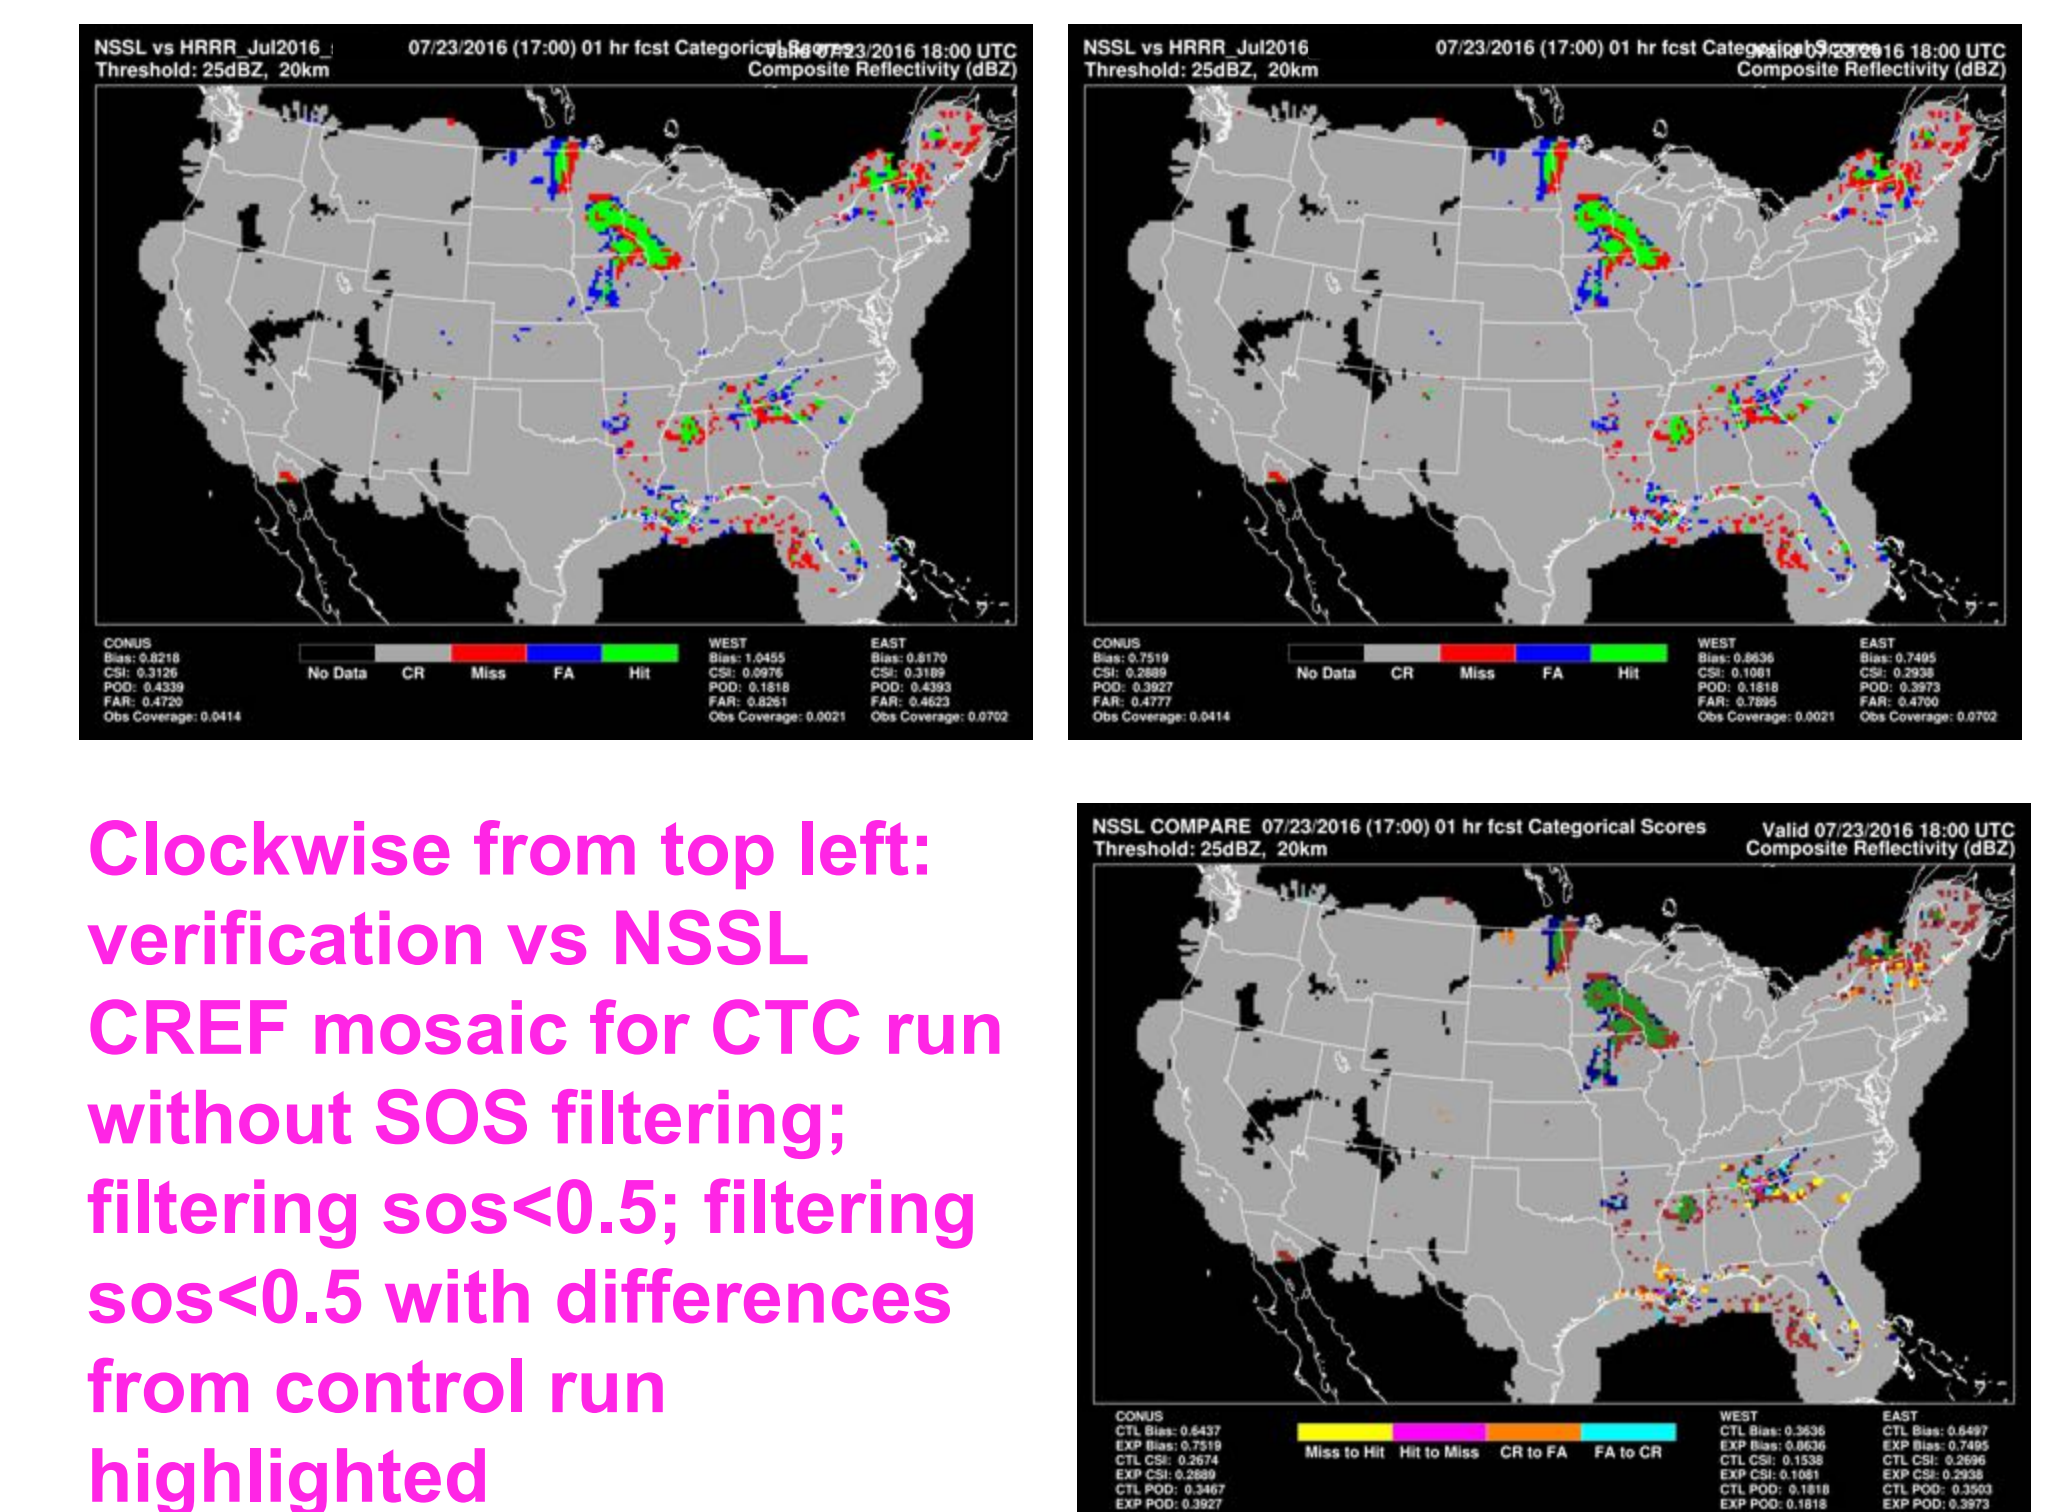 NSSL vs HRRR_Jul2016_
07/23/2016 (17:00) 01 hr fcst Categorical Scores
Valid 07/23/2016 18:00 UTC
Threshold: 25dBZ, 20km
Composite Reflectivity (dBZ)
CONUS
Bias: 0.8218
CSI: 0.3126
POD: 0.4339
FAR: 0.4720
Obs Coverage: 0.0414
No Data CR Miss FA Hit
WEST
Bias: 1.0455
CSI: 0.0976
POD: 0.1818
FAR: 0.8261
Obs Coverage: 0.0021
EAST
Bias: 0.8170
CSI: 0.3189
POD: 0.4393
FAR: 0.4623
Obs Coverage: 0.0702
NSSL vs HRRR_Jul2016
07/23/2016 (17:00) 01 hr fcst Categorical Scores
Valid 07/23/2016 18:00 UTC
Threshold: 25dBZ, 20km
Composite Reflectivity (dBZ)
CONUS
Bias: 0.7519
CSI: 0.2889
POD: 0.3927
FAR: 0.4777
Obs Coverage: 0.0414
No Data CR Miss FA Hit
WEST
Bias: 0.8636
CSI: 0.1081
POD: 0.1818
FAR: 0.7895
Obs Coverage: 0.0021
EAST
Bias: 0.7495
CSI: 0.2938
POD: 0.3973
FAR: 0.4700
Obs Coverage: 0.0702
Clockwise from top left:
verification vs NSSL
CREF mosaic for CTC run
without SOS filtering;
filtering sos<0.5; filtering
sos<0.5 with differences
from control run
highlighted
NSSL COMPARE 07/23/2016 (17:00) 01 hr fcst Categorical Scores
Valid 07/23/2016 18:00 UTC
Threshold: 25dBZ, 20km
Composite Reflectivity (dBZ)
CONUS
CTL Bias: 0.6437
EXP Bias: 0.7519
CTL CSI: 0.2674
EXP CSI: 0.2889
CTL POD: 0.3467
EXP POD: 0.3927
Miss to Hit Hit to Miss CR to FA FA to CR
WEST
CTL Bias: 0.3636
EXP Bias: 0.8636
CTL CSI: 0.1538
EXP CSI: 0.1081
CTL POD: 0.1818
EXP POD: 0.1818
EAST
CTL Bias: 0.6497
EXP Bias: 0.7495
CTL CSI: 0.2696
EXP CSI: 0.2938
CTL POD: 0.3503
EXP POD: 0.3973